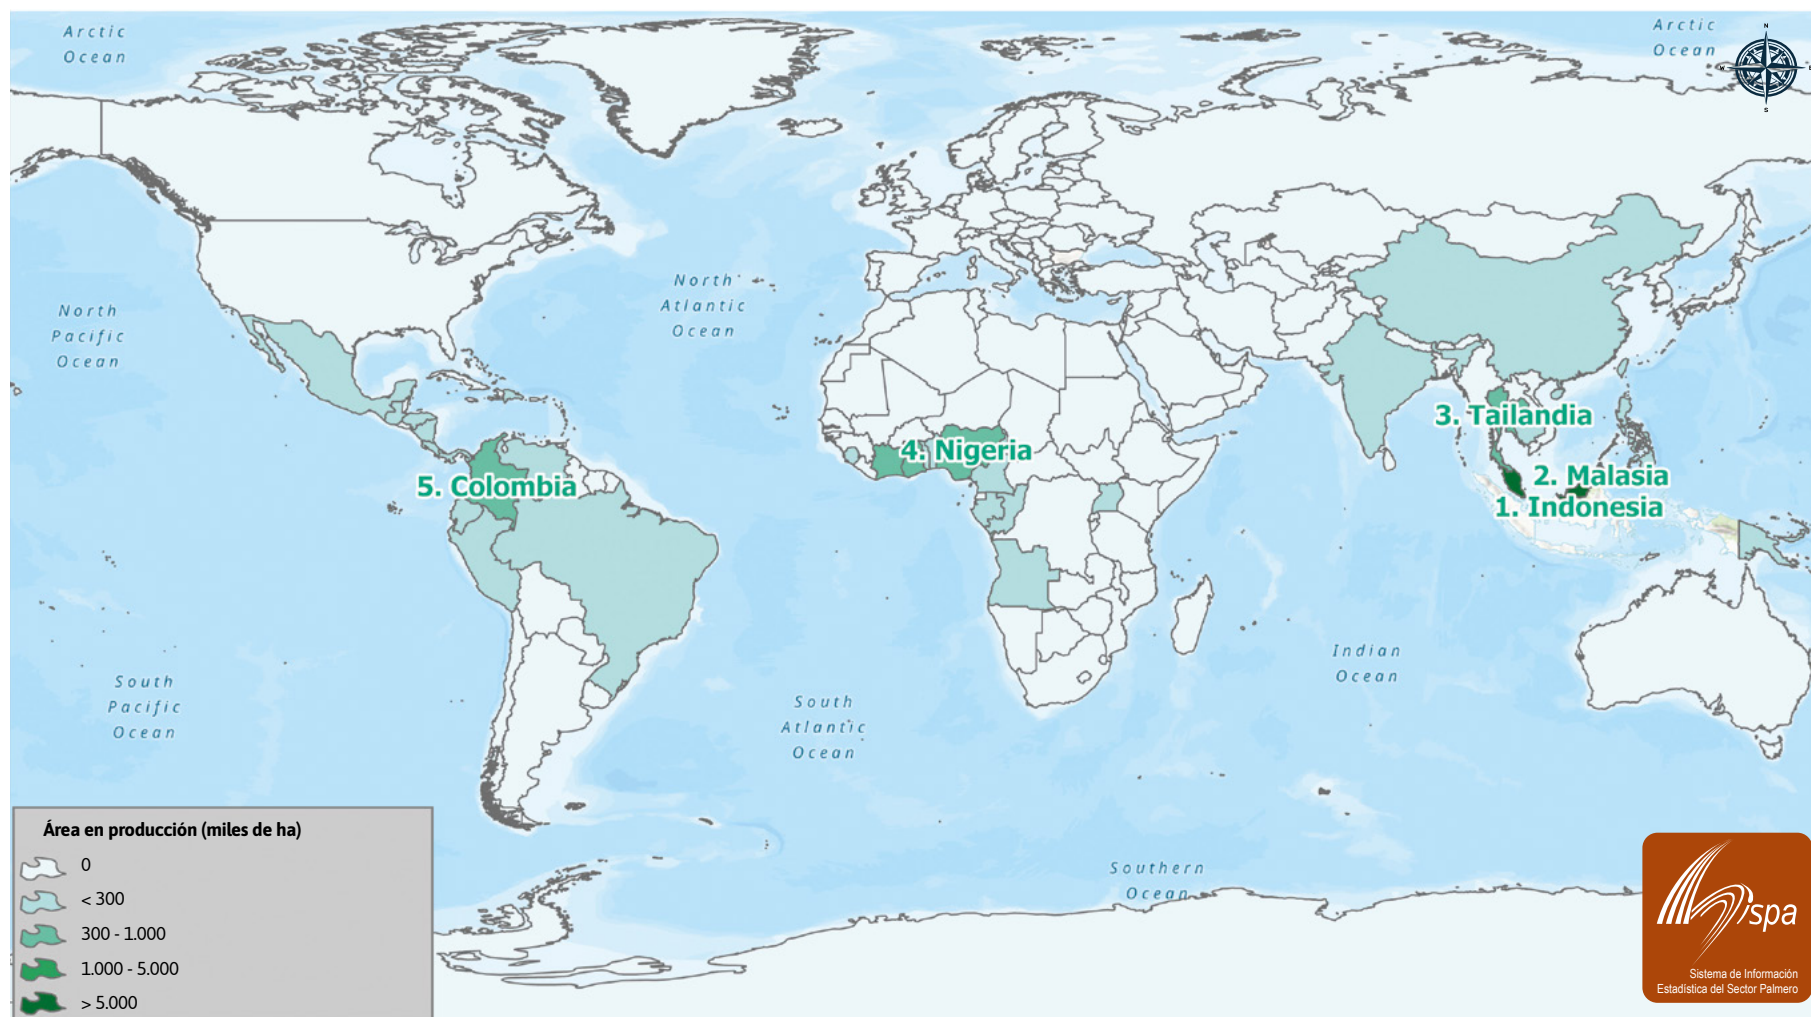 Arctic
Ocean
Arctic
Ocean
N
W
E
S
North
Pacific
Ocean
North
Atlantic
Ocean
3. Tailandia
4. Nigeria
2. Malasia
5. Colombia
1. Indonesia
Indian
Ocean
South
Pacific
Ocean
South
Atlantic
Ocean
Southern
Ocean
Área en producción (miles de ha)
0
< 300
300 - 1.000
1.000 - 5.000
> 5.000
Sispa
Sistema de Información
Estadística del Sector Palmero